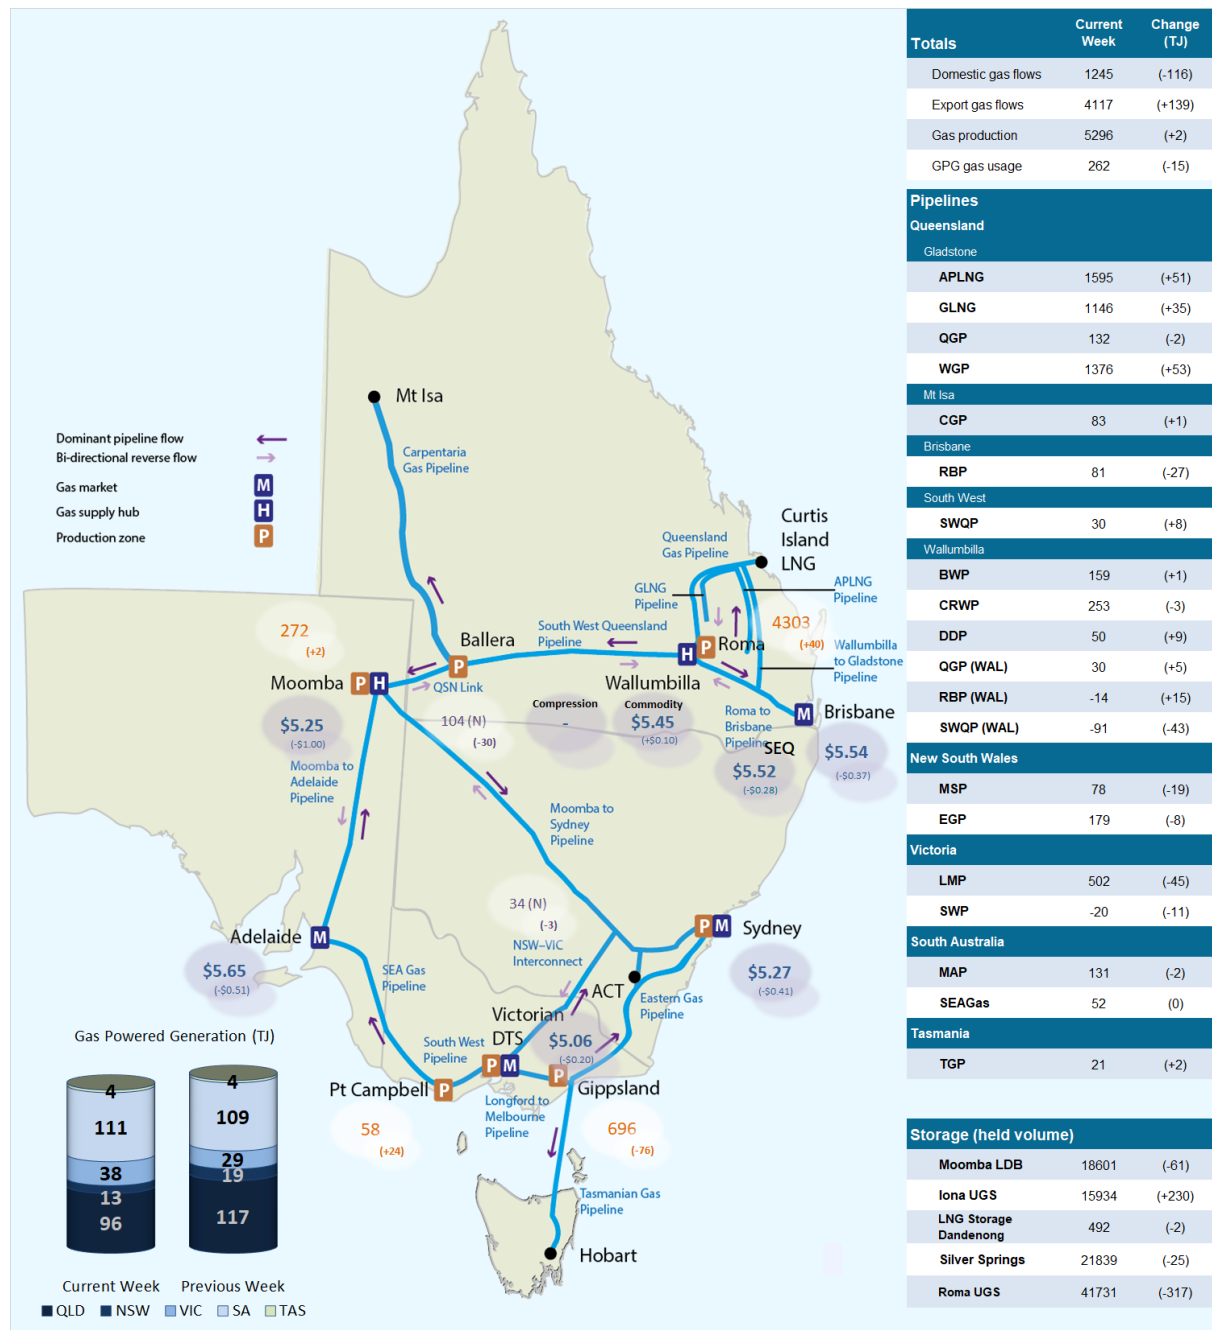 Mt Isa
Dominant pipeline flow
Bi-directional reverse flow
Gas market M
Gas supply hub H
Production zone P
Carpentaria
Gas Pipeline
Curtis
Island
LNG
Queensland
Gas Pipeline
GLNG
Pipeline
APLNG
Pipeline
272
(+2)
4303
(+40)
Ballera
P
South West Queensland
Pipeline
H P Roma
Wallumbilla
Wallumbilla
to Gladstone
Pipeline
Moomba P H
QSN Link
104 (N)
(-30)
Compression
-
Commodity
$5.45
(+$0.10)
Roma to
Brisbane
Pipeline
M Brisbane
SEQ
$5.52
(-$0.28)
$5.54
(-$0.37)
$5.25
(-$1.00)
Moomba to
Adelaide
Pipeline
Moomba to
Sydney
Pipeline
34 (N)
(-3)
NSW–VIC
Interconnect
P M Sydney
$5.27
(-$0.41)
Adelaide M
$5.65
(-$0.51)
SEA Gas
Pipeline
ACT
Eastern Gas
Pipeline
Victorian
DTS
P M
$5.06
(-$0.20)
South West
Pipeline
Pt Campbell P
58
(+24)
P
Gippsland
696
(-76)
Longford to
Melbourne
Pipeline
Tasmanian Gas
Pipeline
Hobart
Gas Powered Generation (TJ)
4
111
38
13
96
4
109
29
19
117
Current Week Previous Week
QLD NSW VIC SA TAS
Totals Current Week Change (TJ)
Domestic gas flows 1245 (-116)
Export gas flows 4117 (+139)
Gas production 5296 (+2)
GPG gas usage 262 (-15)
Pipelines
Queensland
Gladstone
APLNG 1595 (+51)
GLNG 1146 (+35)
QGP 132 (-2)
WGP 1376 (+53)
Mt Isa
CGP 83 (+1)
Brisbane
RBP 81 (-27)
South West
SWQP 30 (+8)
Wallumbilla
BWP 159 (+1)
CRWP 253 (-3)
DDP 50 (+9)
QGP (WAL) 30 (+5)
RBP (WAL) -14 (+15)
SWQP (WAL) -91 (-43)
New South Wales
MSP 78 (-19)
EGP 179 (-8)
Victoria
LMP 502 (-45)
SWP -20 (-11)
South Australia
MAP 131 (-2)
SEAGas 52 (0)
Tasmania
TGP 21 (+2)
Storage (held volume)
Moomba LDB 18601 (-61)
Iona UGS 15934 (+230)
LNG Storage
Dandenong 492 (-2)
Silver Springs 21839 (-25)
Roma UGS 41731 (-317)